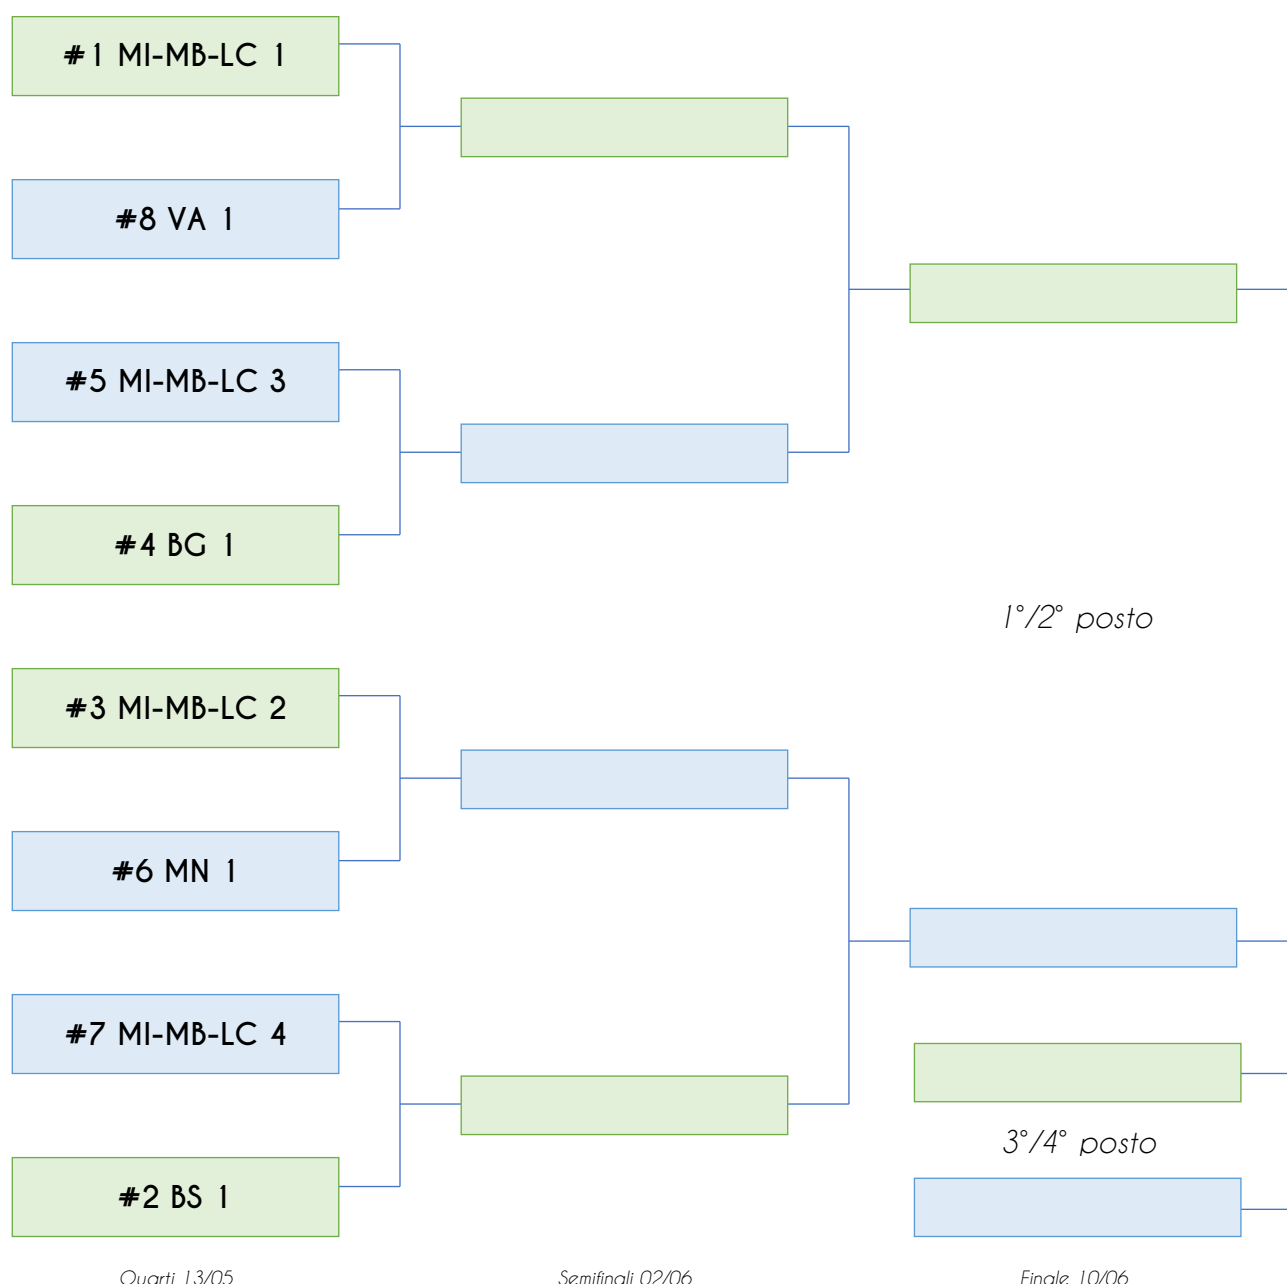 #1 MI-MB-LC 1
#8 VA 1
#5 MI-MB-LC 3
#4 BG 1
1°/2° posto
#3 MI-MB-LC 2
#6 MN 1
#7 MI-MB-LC 4
3°/4° posto
#2 BS 1
Quarti 13/05
Semifinali 02/06
Finale 10/06